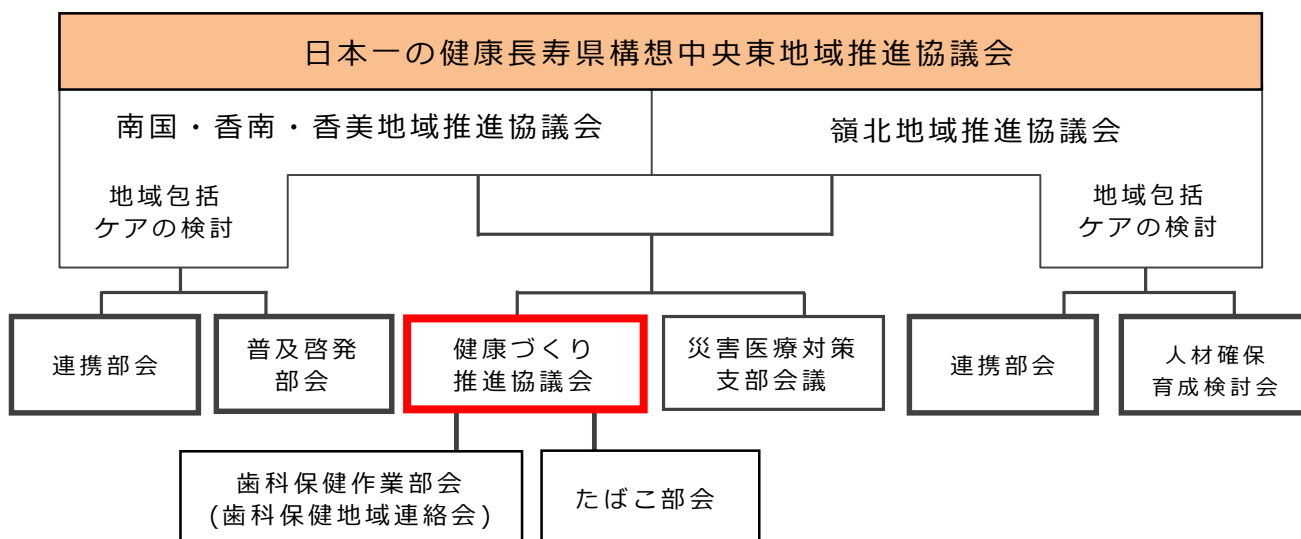 日本一の健康長寿県構想中央東地域推進協議会
南国・香南・香美地域推進協議会
嶺北地域推進協議会
地域包括
ケアの検討
地域包括
ケアの検討
連携部会
普及啓発
部会
健康づくり
推進協議会
災害医療対策
支部会議
連携部会
人材確保
育成検討会
歯科保健作業部会
(歯科保健地域連絡会)
たばこ部会